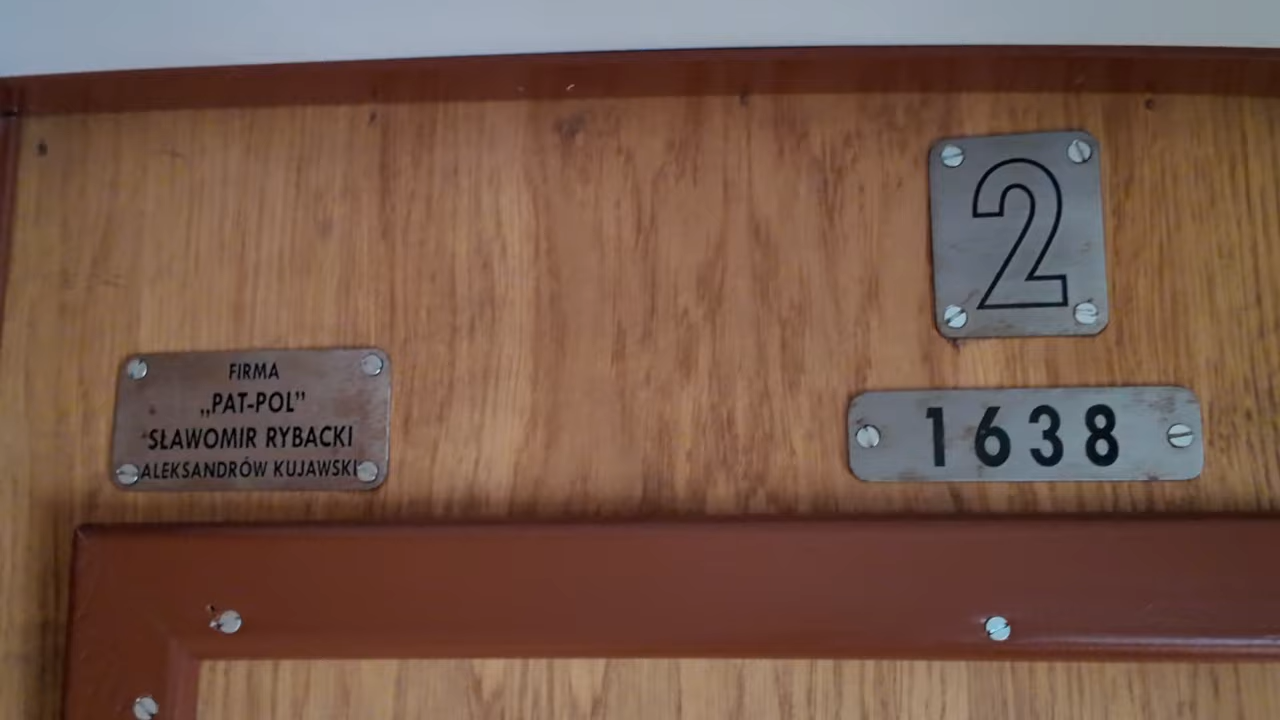 2
FIRMA
„PAT-POL”
SŁAWOMIR RYBACKI
ALEKSANDRÓW KUJAWSKI
1638